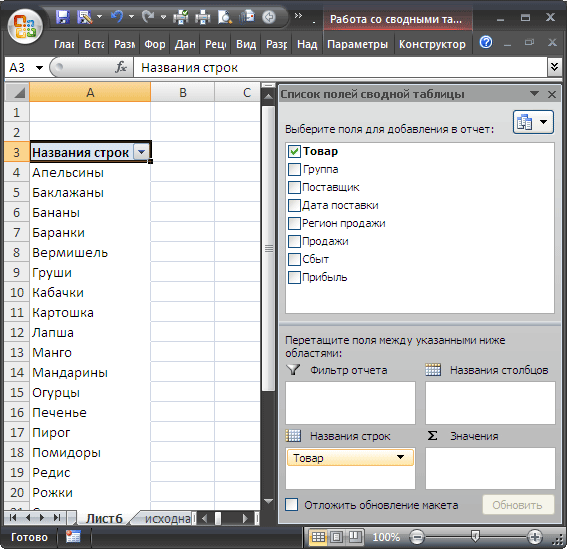 Работа со сводными та...
Глав Вста Разм Фор Дан Реце Вид Разр Над Параметры Конструктор
A3 fx Названия строк
A B C
1
2
3 Названия строк
4 Апельсины
5 Баклажаны
6 Бананы
7 Баранки
8 Вермишель
9 Груши
10 Кабачки
11 Картошка
12 Лапша
13 Манго
14 Мандарины
15 Огурцы
16 Печенье
17 Пирог
18 Помидоры
19 Редис
20 Рожки
Список полей сводной таблицы
Выберите поля для добавления в отчет:
Товар
Группа
Поставщик
Дата поставки
Регион продажи
Продажи
Сбыт
Прибыль
Перетащите поля между указанными ниже
областями:
Фильтр отчета
Названия столбцов
Названия строк
Σ Значения
Товар
Отложить обновление макета
Обновить
Лист6 исходна
Готово
100%